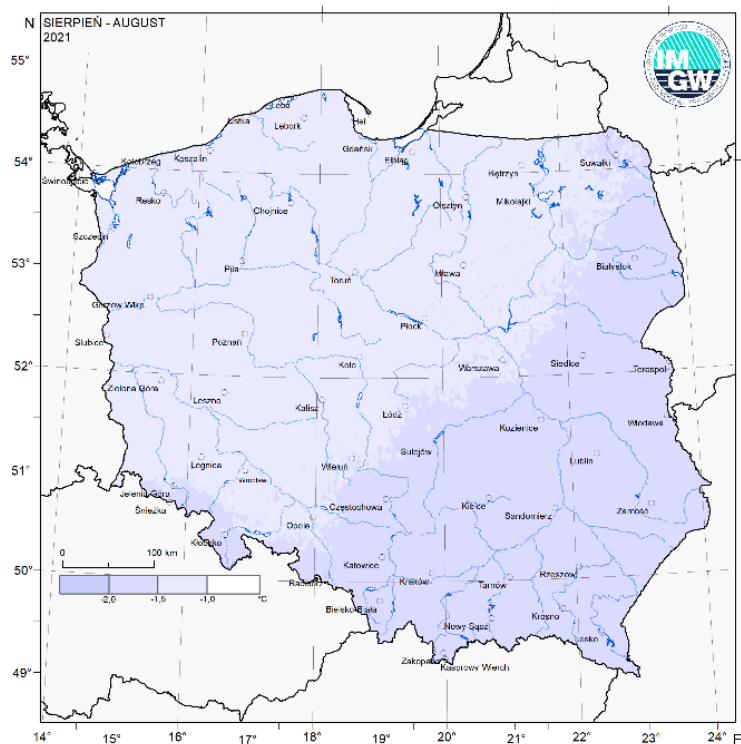 N
SIERPIEŃ - AUGUST
2021
IM
GW
55°
Łeba
Ustka
Lębork
Hel
Gdańsk
Elbląg
54°
Kołobrzeg
Koszalin
Suwałki
Kętrzyn
Świnoujście
Resko
Chojnice
Olsztyn
Mikołajki
Szczecin
53°
Piła
Toruń
Mława
Białystok
Gorzów Wlkp.
Płock
Słubice
Poznań
52°
Koło
Warszawa
Siedlce
Terespol
Zielona Góra
Leszno
Kalisz
Łódź
Kozienice
Włodawa
51°
Legnica
Wieluń
Sulejów
Lublin
Wrocław
Jelenia Góra
Śnieżka
Częstochowa
Kielce
Sandomierz
Zamość
Opole
Kłodzko
0
100 km
50°
Katowice
Rzeszów
Racibórz
Kraków
Tarnów
-2,0
-1,5
-1,0
°C
Bielsko-Biała
Nowy Sącz
Krosno
Lesko
49°
Zakopane
Kasprowy Wierch
14°
15°
16°
17°
18°
19°
20°
21°
22°
23°
24°
E